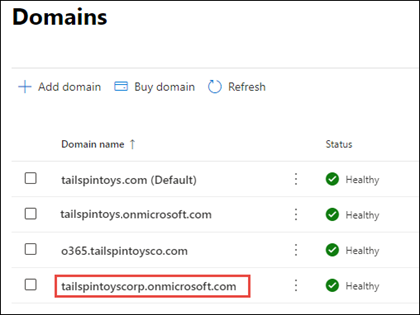 Domains
Add domain Buy domain Refresh
Domain name ↑ Status
tailspintoys.com (Default) Healthy
tailspintoys.onmicrosoft.com Healthy
o365.tailspintoysco.com Healthy
tailspintoyscorp.onmicrosoft.com Healthy